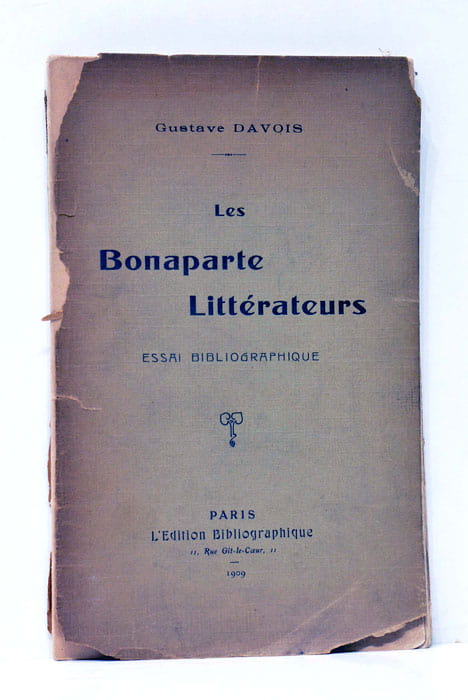 Gustave DAVOIS
Les
Bonaparte
Littérateurs
ESSAI BIBLIOGRAPHIQUE
PARIS
L'Edition Bibliographique
11, Rue Git-le-Cœur, 11
1909